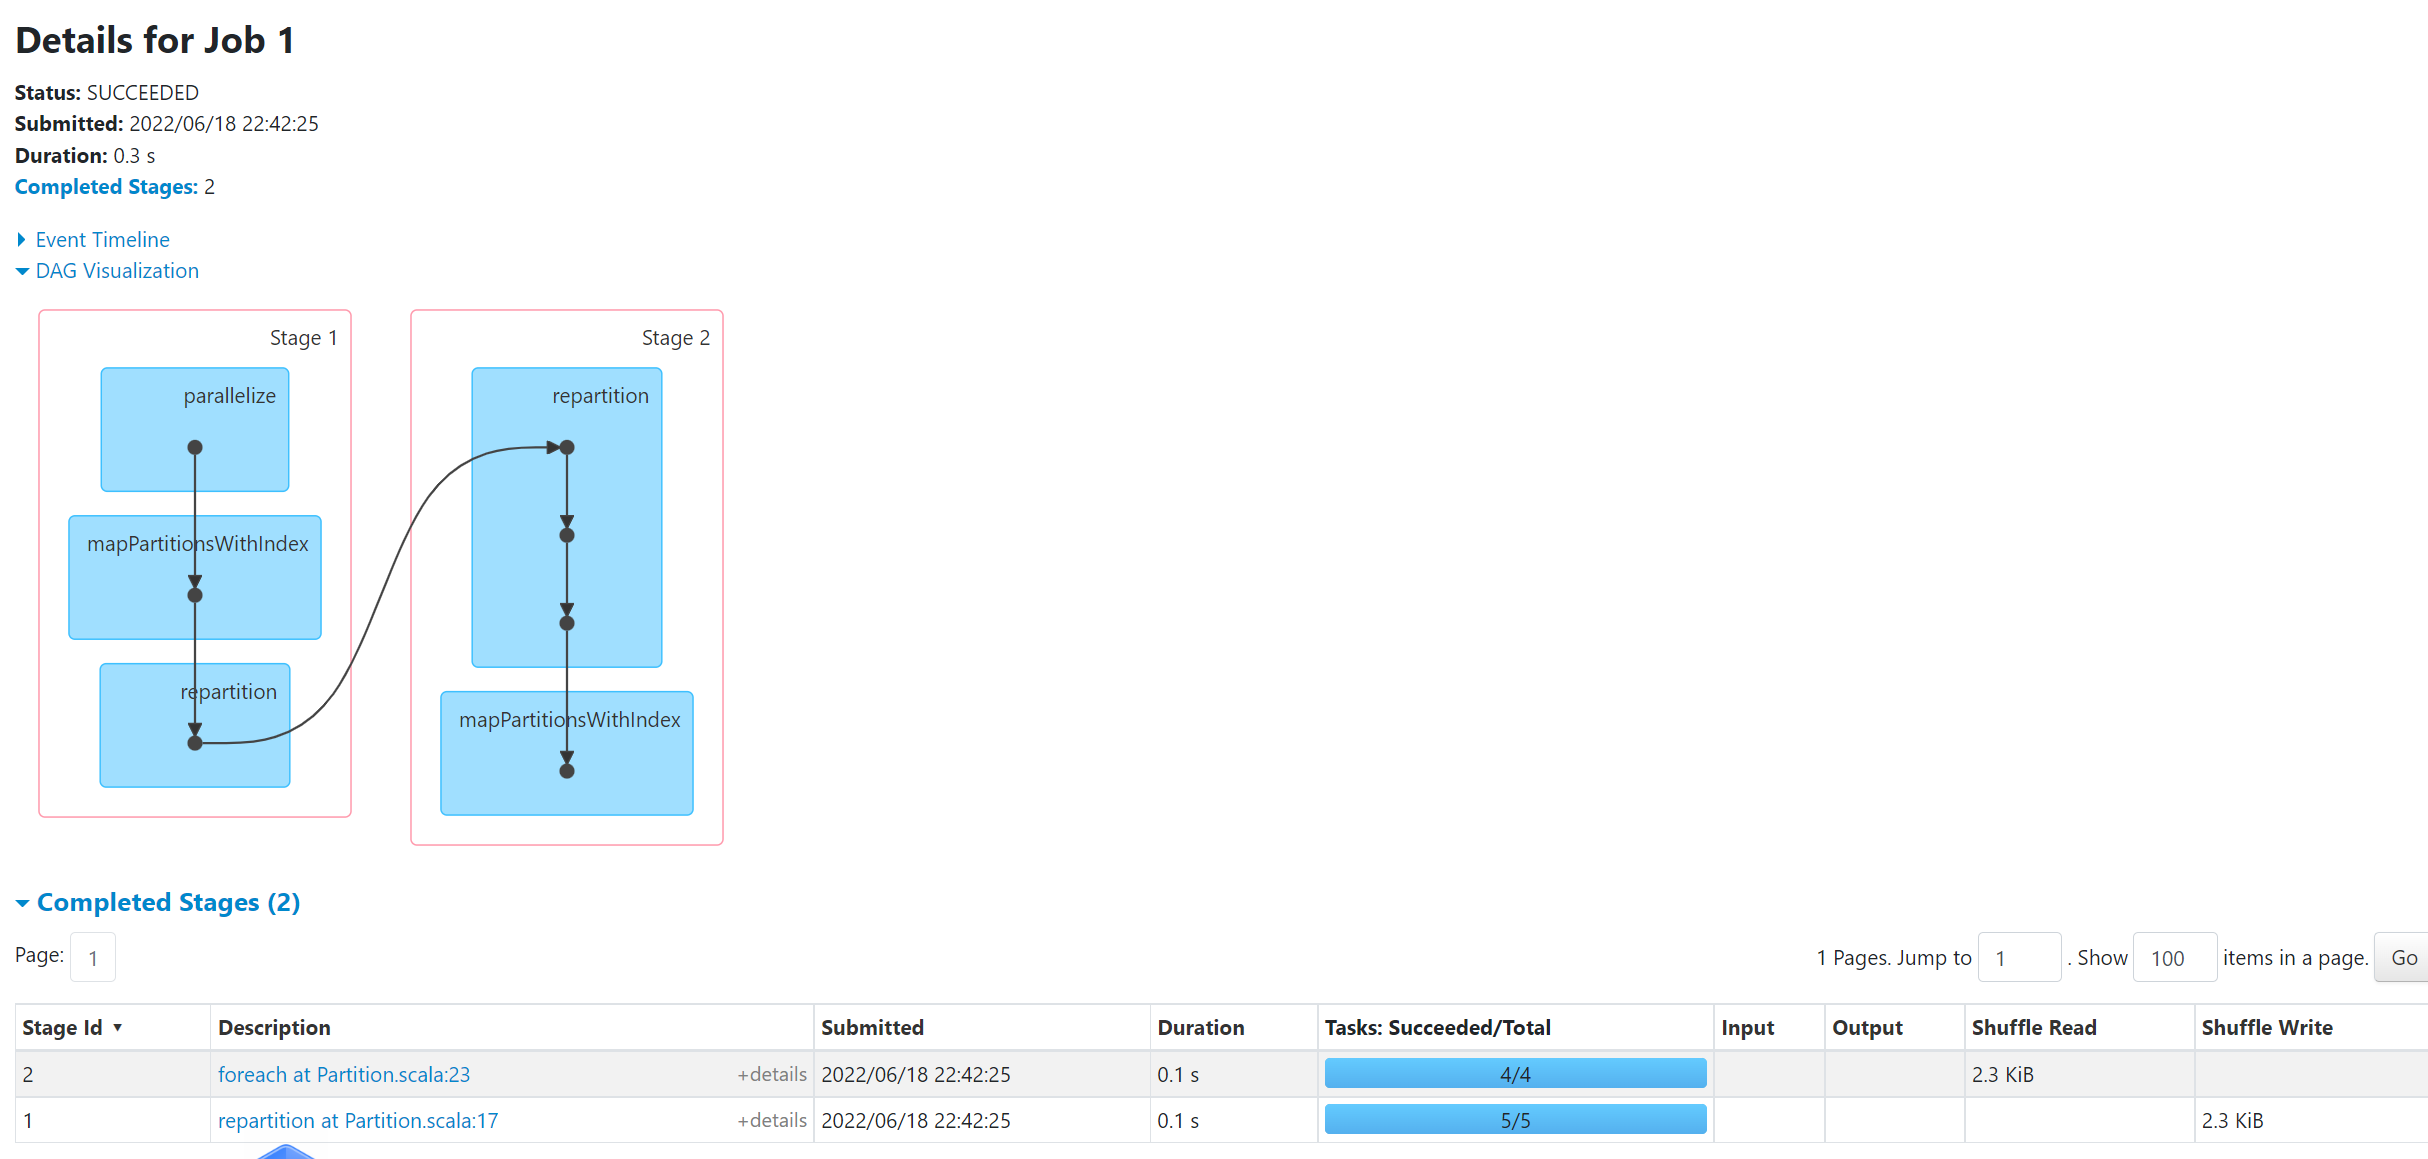 Details for Job 1
Status: SUCCEEDED
Submitted: 2022/06/18 22:42:25
Duration: 0.3 s
Completed Stages: 2
Event Timeline
DAG Visualization
Stage 1
parallelize
mapPartitionsWithIndex
repartition
Stage 2
repartition
mapPartitionsWithIndex
Completed Stages (2)
Page: 1
1 Pages. Jump to 1 . Show 100 items in a page. Go
Stage Id ▾ Description Submitted Duration Tasks: Succeeded/Total Input Output Shuffle Read Shuffle Write
2 foreach at Partition.scala:23 +details 2022/06/18 22:42:25 0.1 s 4/4 2.3 KiB
1 repartition at Partition.scala:17 +details 2022/06/18 22:42:25 0.1 s 5/5 2.3 KiB